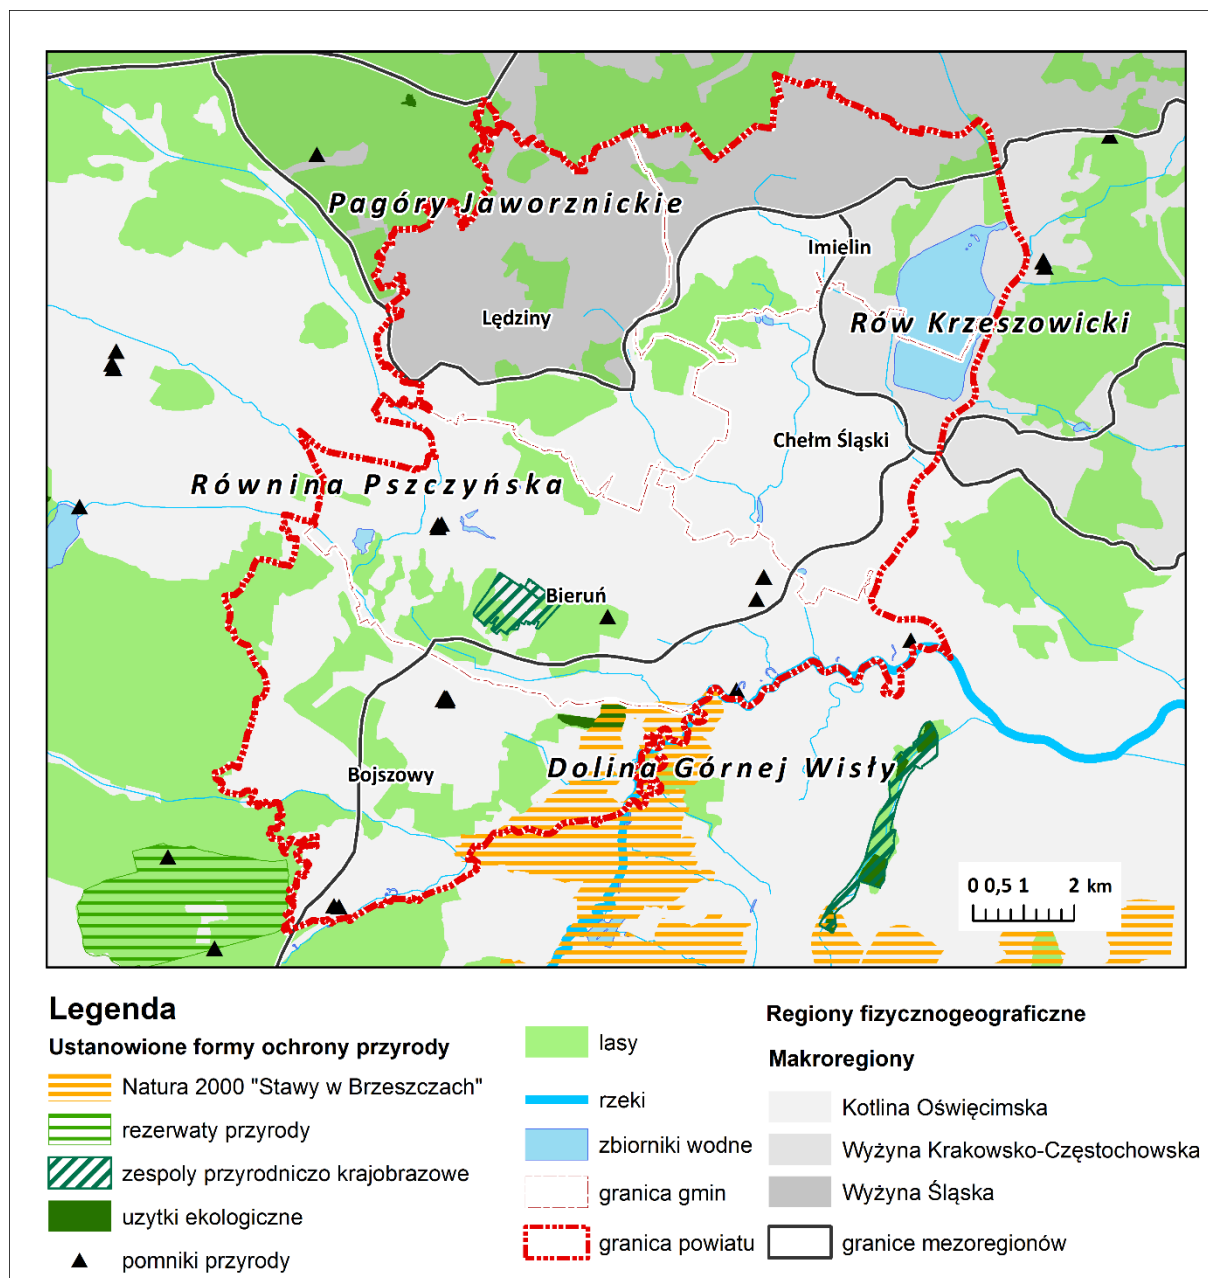 Pagóry Jaworznickie
Imielin
Lędziny
Rów Krzeszowicki
Chełm Śląski
Równina Pszczyńska
Bieruń
Bojszowy
Dolina Górnej Wisły
0 0,5 1 2 km
Legenda
Ustanowione formy ochrony przyrody
Natura 2000 "Stawy w Brzeszczach"
rezerwaty przyrody
zespoly przyrodniczo krajobrazowe
uzytki ekologiczne
pomniki przyrody
lasy
rzeki
zbiorniki wodne
granica gmin
granica powiatu
Regiony fizycznogeograficzne
Makroregiony
Kotlina Oświęcimska
Wyżyna Krakowsko-Częstochowska
Wyżyna Śląska
granice mezoregionów